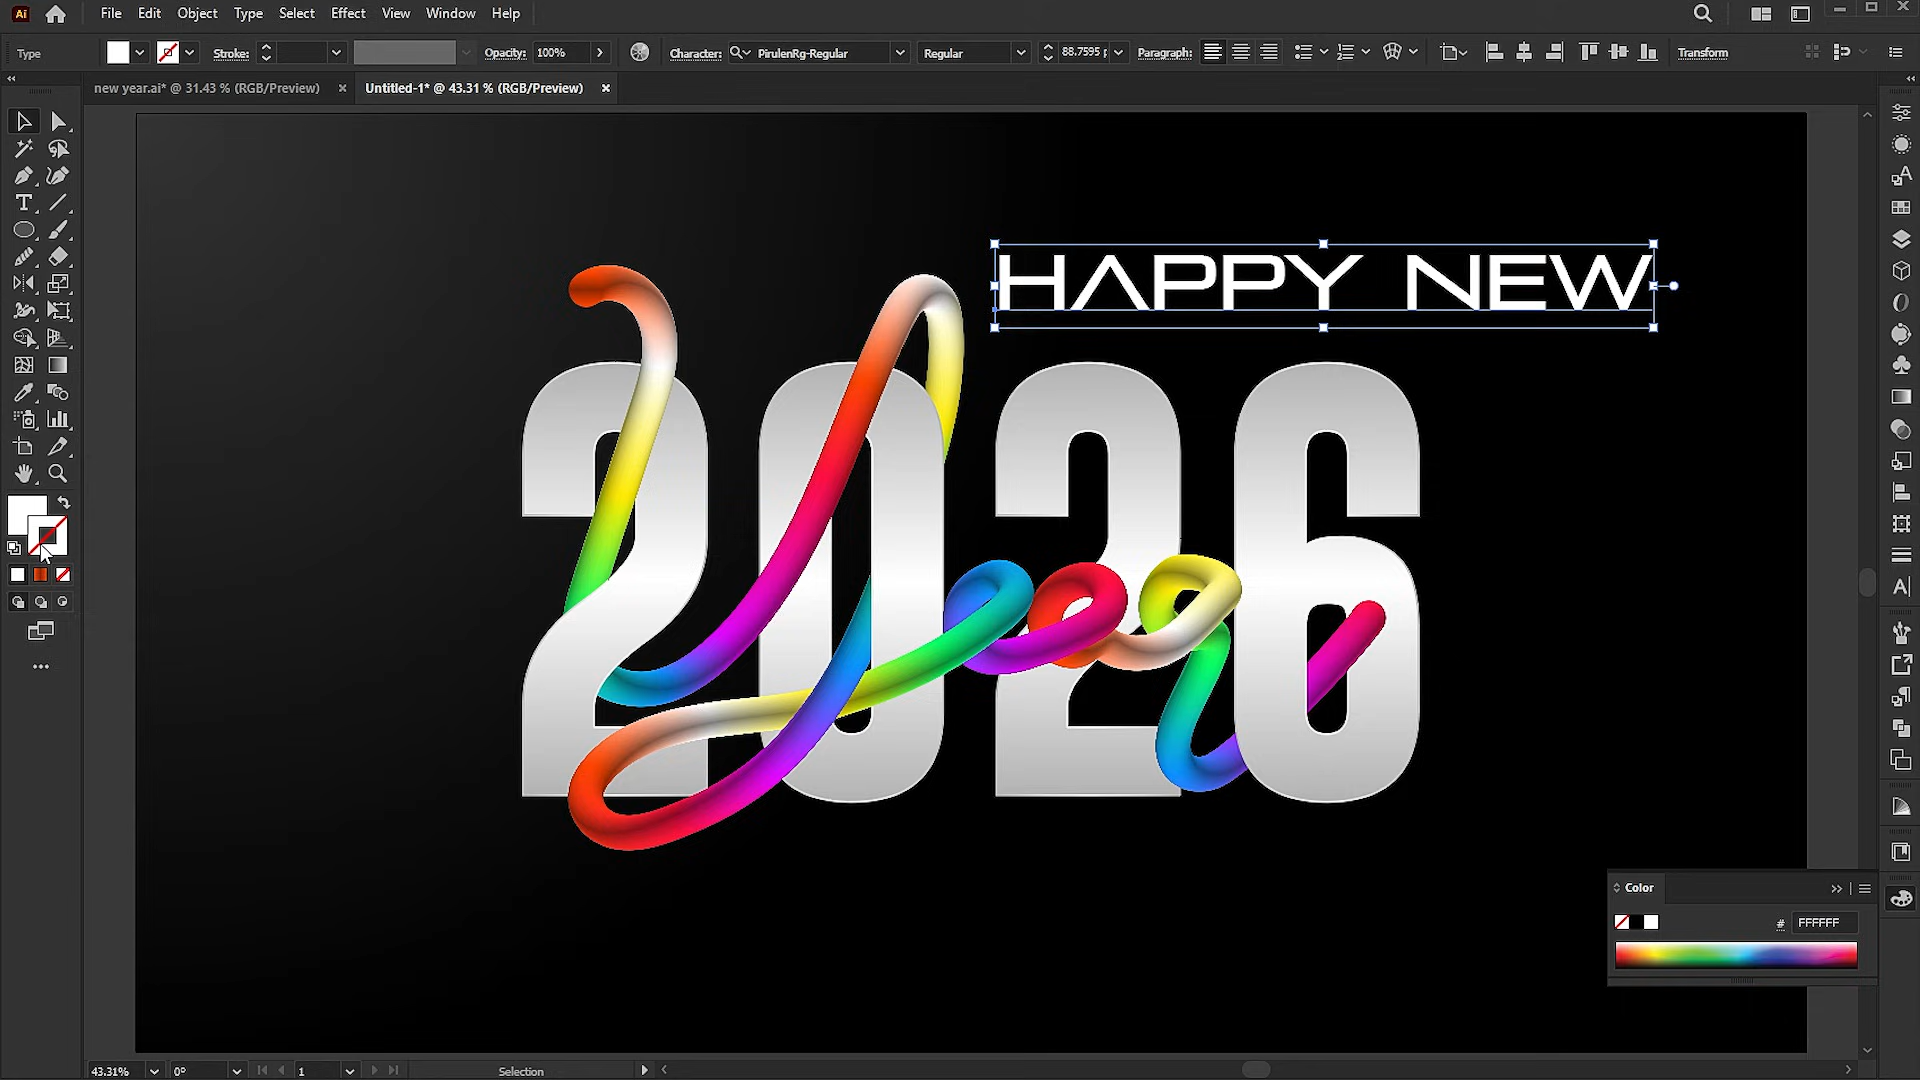 Ai File Edit Object Type Select Effect View Window Help
Type Stroke: Opacity: 100% Character: PirulenRg-Regular Regular 88.7595 p Paragraph: Transform
new year.ai* @ 31.43 % (RGB/Preview) × Untitled-1* @ 43.31 % (RGB/Preview) ×
HAPPY NEW
2026
Year
Color
# FFFFFF
43.31% 0° 1 Selection